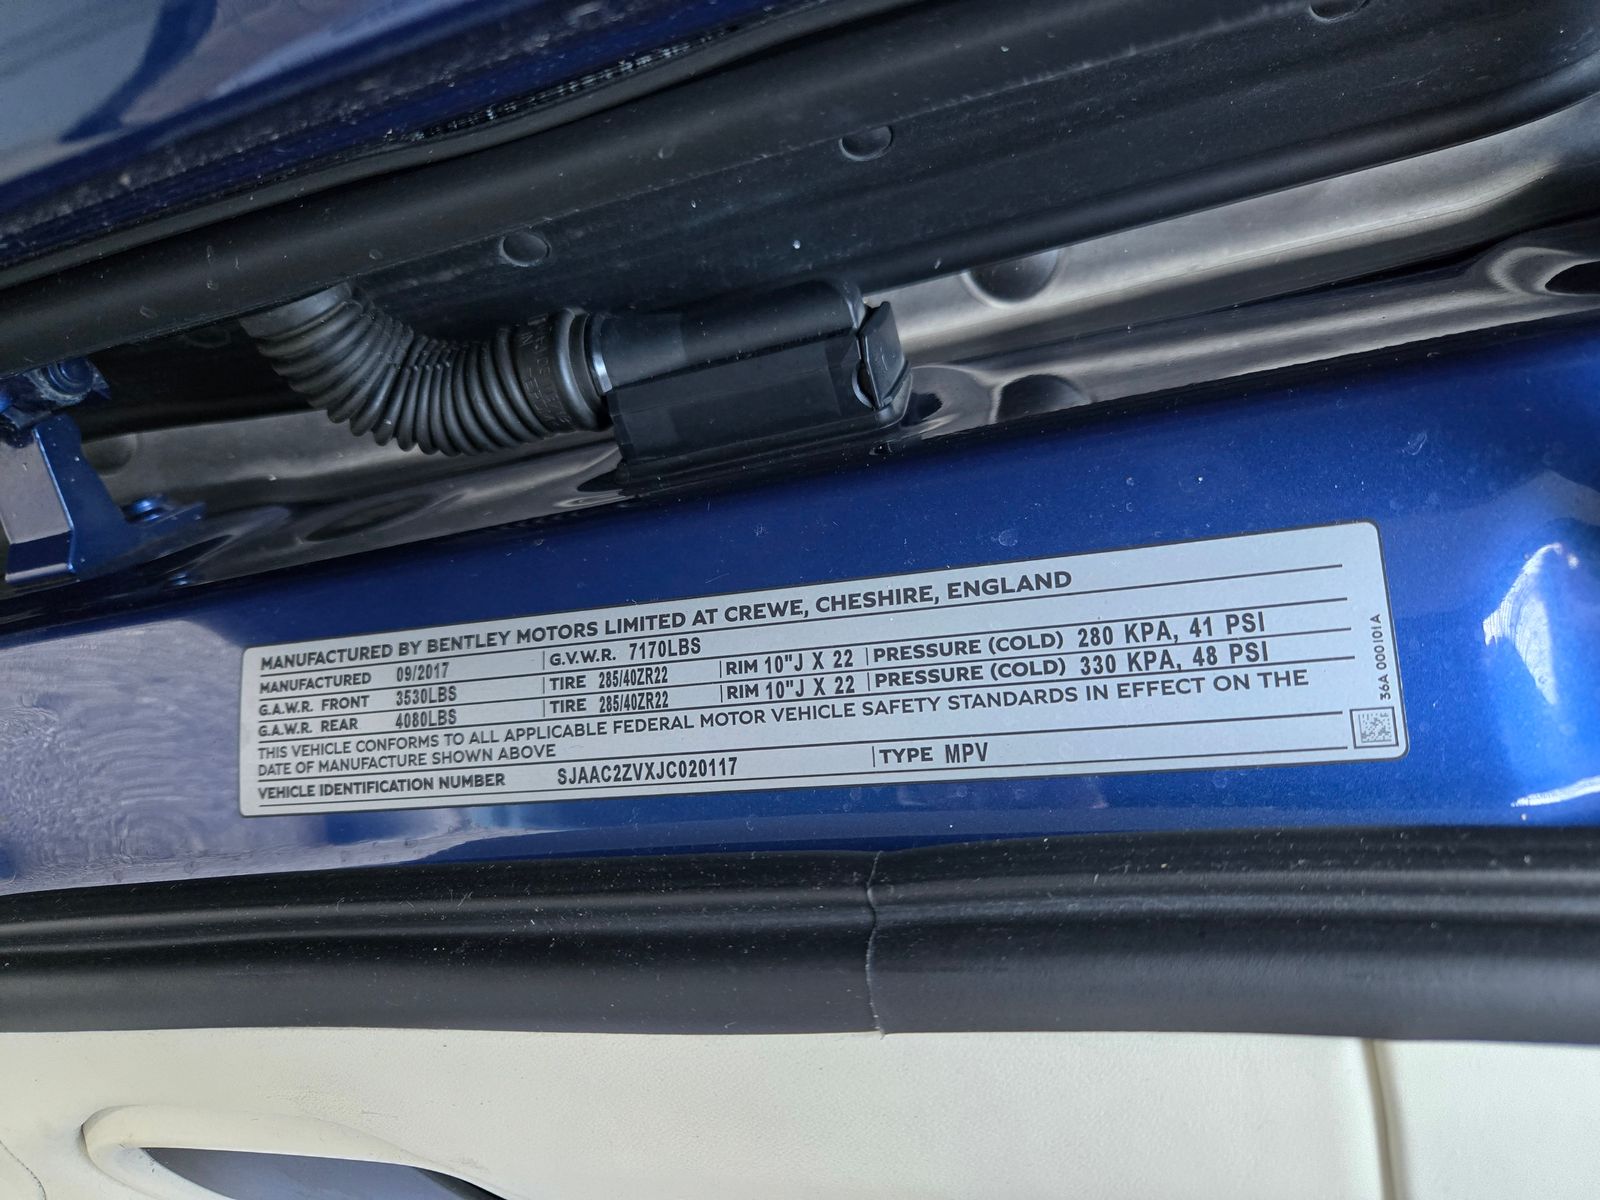 MANUFACTURED BY BENTLEY MOTORS LIMITED AT CREWE, CHESHIRE, ENGLAND
MANUFACTURED 09/2017 G.V.W.R. 7170LBS
G.A.W.R. FRONT 3530LBS TIRE 285/40ZR22 RIM 10"J X 22 PRESSURE (COLD) 280 KPA, 41 PSI
G.A.W.R. REAR 4080LBS TIRE 285/40ZR22 RIM 10"J X 22 PRESSURE (COLD) 330 KPA, 48 PSI
THIS VEHICLE CONFORMS TO ALL APPLICABLE FEDERAL MOTOR VEHICLE SAFETY STANDARDS IN EFFECT ON THE
DATE OF MANUFACTURE SHOWN ABOVE
VEHICLE IDENTIFICATION NUMBER SJAAC2ZVXJC020117 TYPE MPV
36A 000101A